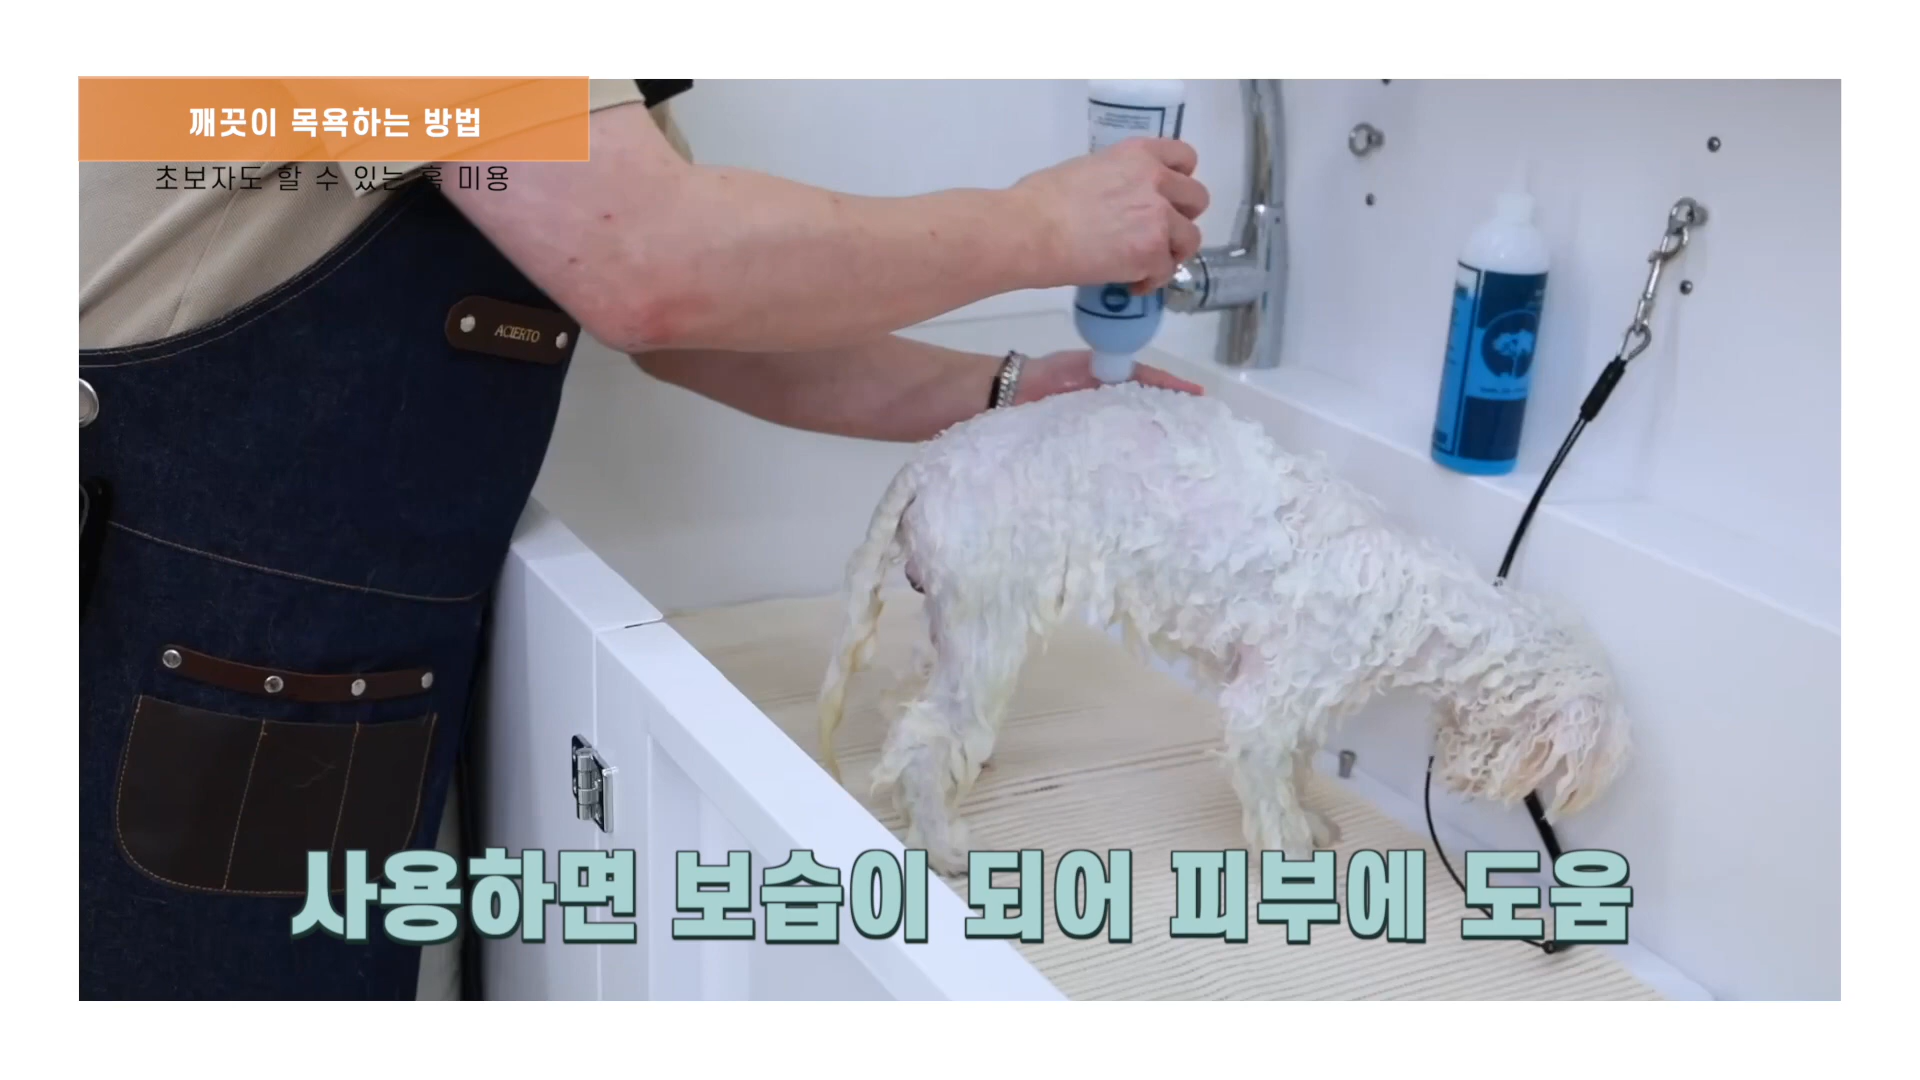 깨끗이 목욕하는 방법
초보자도 할 수 있는 홈 미용
ACIERTO
사용하면 보습이 되어 피부에 도움